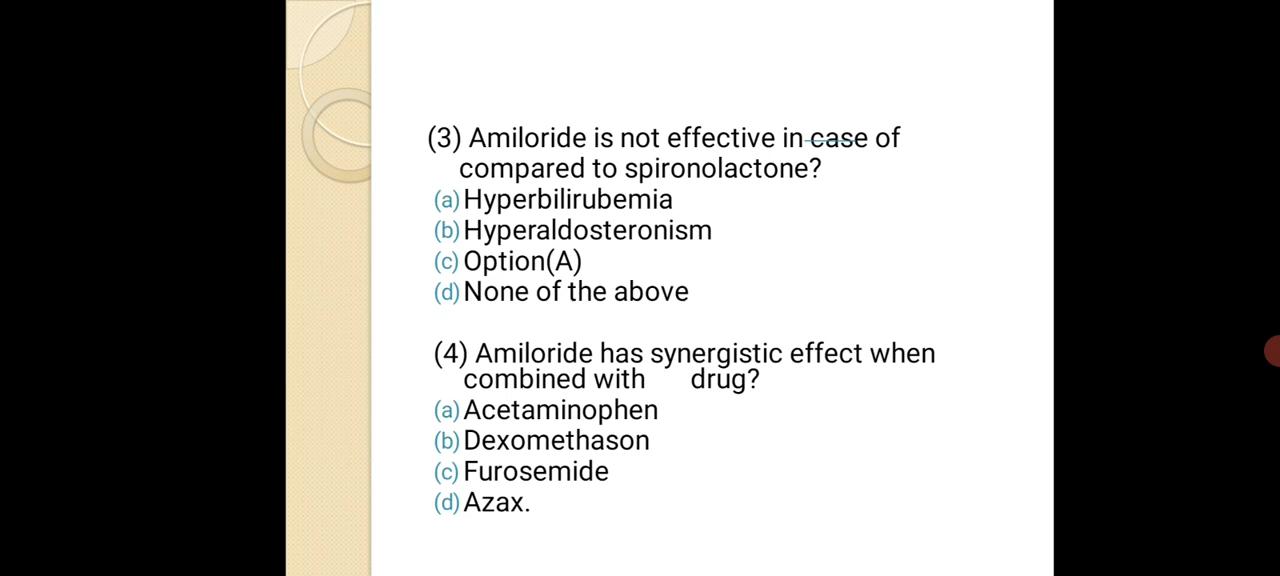 (3) Amiloride is not effective in case of
compared to spironolactone?
(a) Hyperbilirubemia
(b) Hyperaldosteronism
(c) Option(A)
(d) None of the above
(4) Amiloride has synergistic effect when
combined with drug?
(a) Acetaminophen
(b) Dexomethason
(c) Furosemide
(d) Azax.